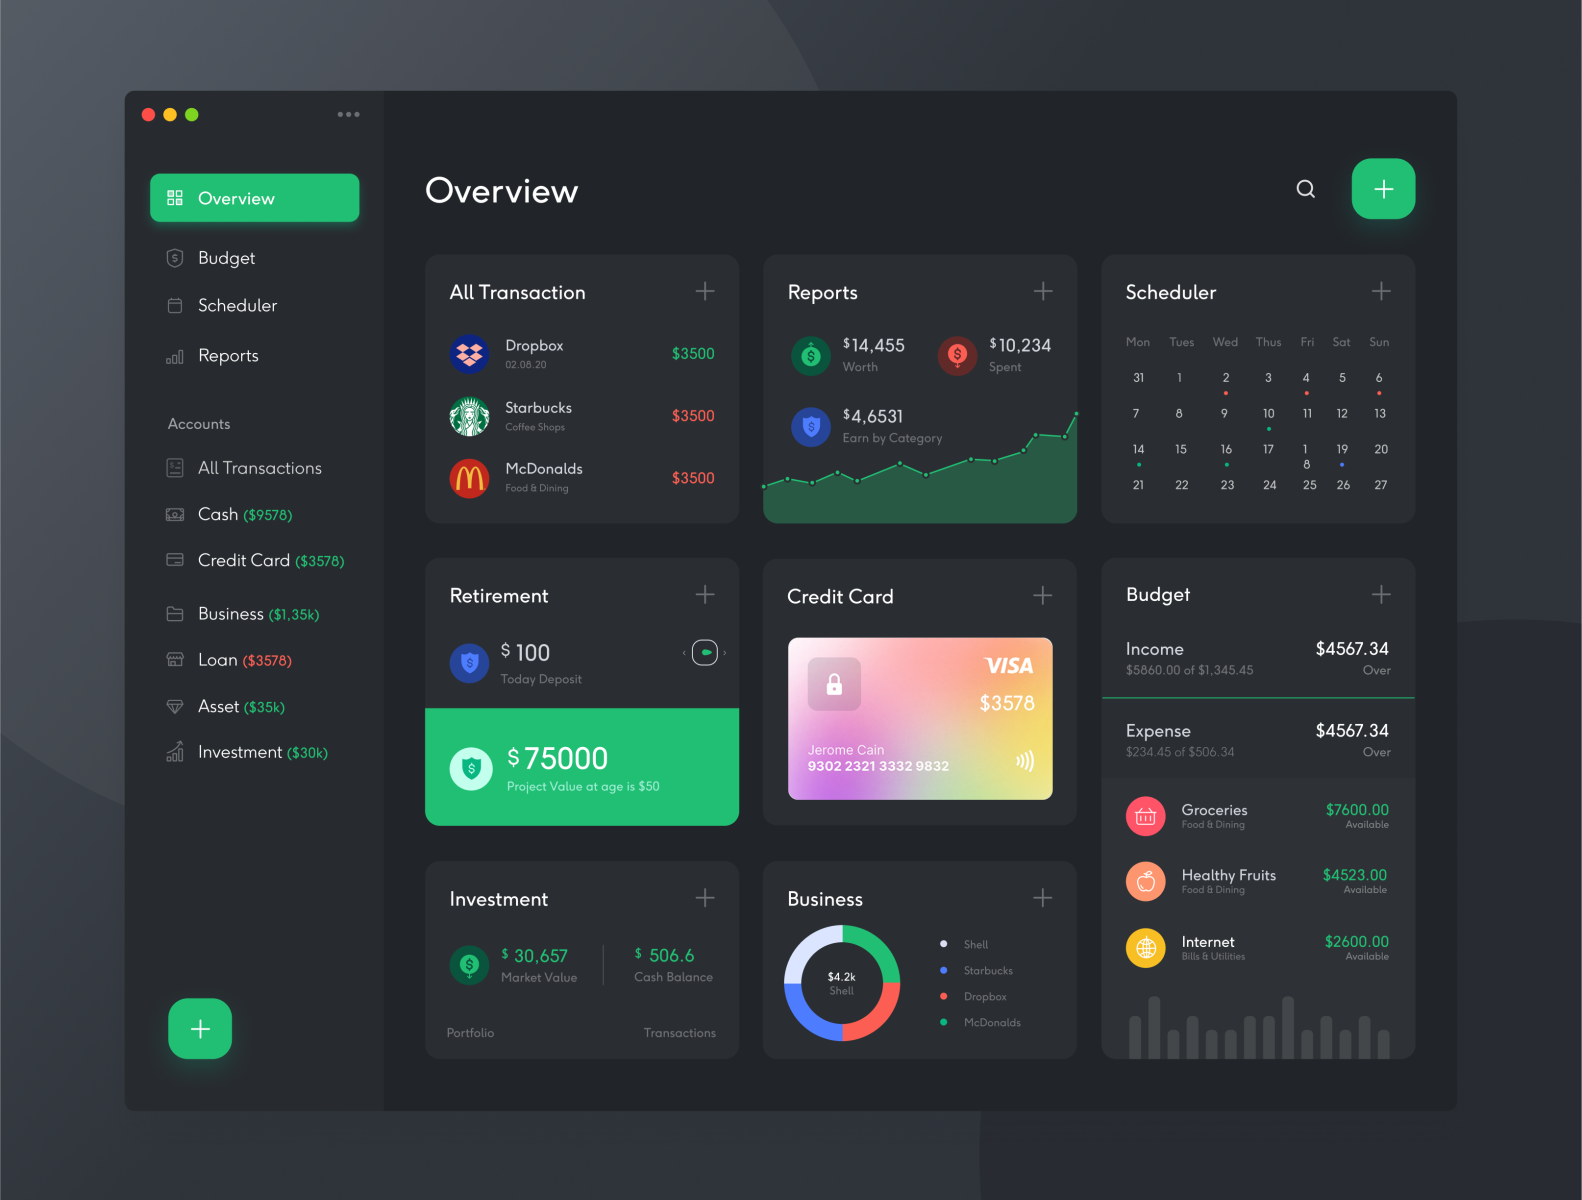 Overview
Budget
Scheduler
Reports
Accounts
All Transactions
Cash ($9578)
Credit Card ($3578)
Business ($1,35k)
Loan ($3578)
Asset ($35k)
Investment ($30k)
Overview
All Transaction
Dropbox
02.08.20
$3500
Starbucks
Coffee Shops
$3500
McDonalds
Food & Dining
$3500
Reports
$14,455
Worth
$10,234
Spent
$4,6531
Earn by Category
Scheduler
Mon Tues Wed Thus Fri Sat Sun
31 1 2 3 4 5 6
7 8 9 10 11 12 13
14 15 16 17 1 19 20
8
21 22 23 24 25 26 27
Retirement
$ 100
Today Deposit
$ 75000
Project Value at age is $50
Credit Card
VISA
$3578
Jerome Cain
9302 2321 3332 9832
Budget
Income
$5860.00 of $1,345.45
$4567.34
Over
Expense
$234.45 of $506.34
$4567.34
Over
Groceries
Food & Dining
$7600.00
Available
Healthy Fruits
Food & Dining
$4523.00
Available
Internet
Bills & Utilities
$2600.00
Available
Investment
$ 30,657
Market Value
$ 506.6
Cash Balance
Portfolio
Transactions
Business
$4.2k
Shell
Shell
Starbucks
Dropbox
McDonalds